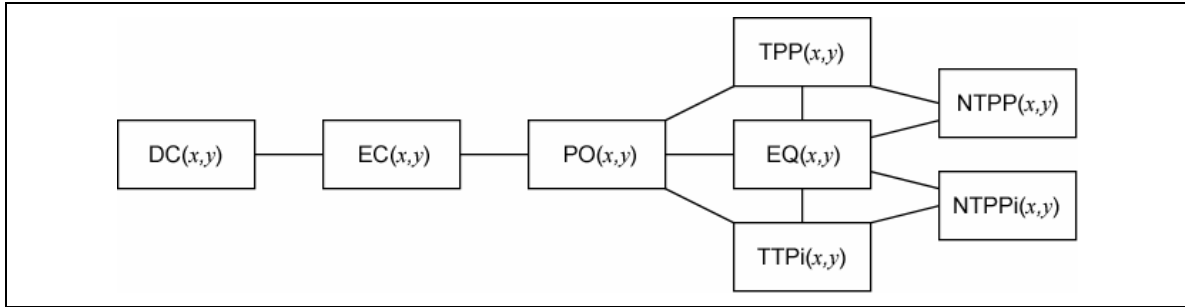 TPP(x,y)
NTPP(x,y)
DC(x,y)
EC(x,y)
PO(x,y)
EQ(x,y)
NTPPi(x,y)
TTPi(x,y)